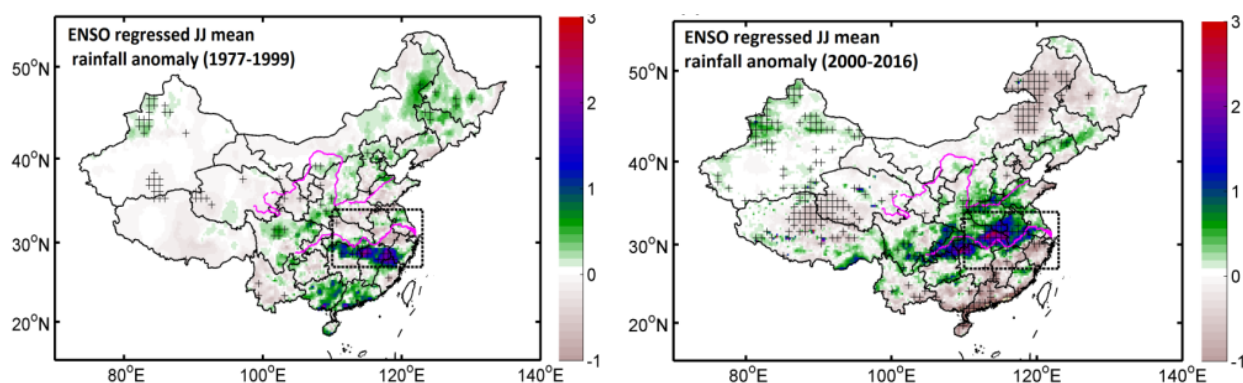 ENSO regressed JJ mean
rainfall anomaly (1977-1999)
50°N
40°N
30°N
20°N
80°E
100°E
120°E
140°E
3
2
1
0
-1
ENSO regressed JJ mean
rainfall anomaly (2000-2016)
50°N
40°N
30°N
20°N
80°E
100°E
120°E
140°E
3
2
1
0
-1